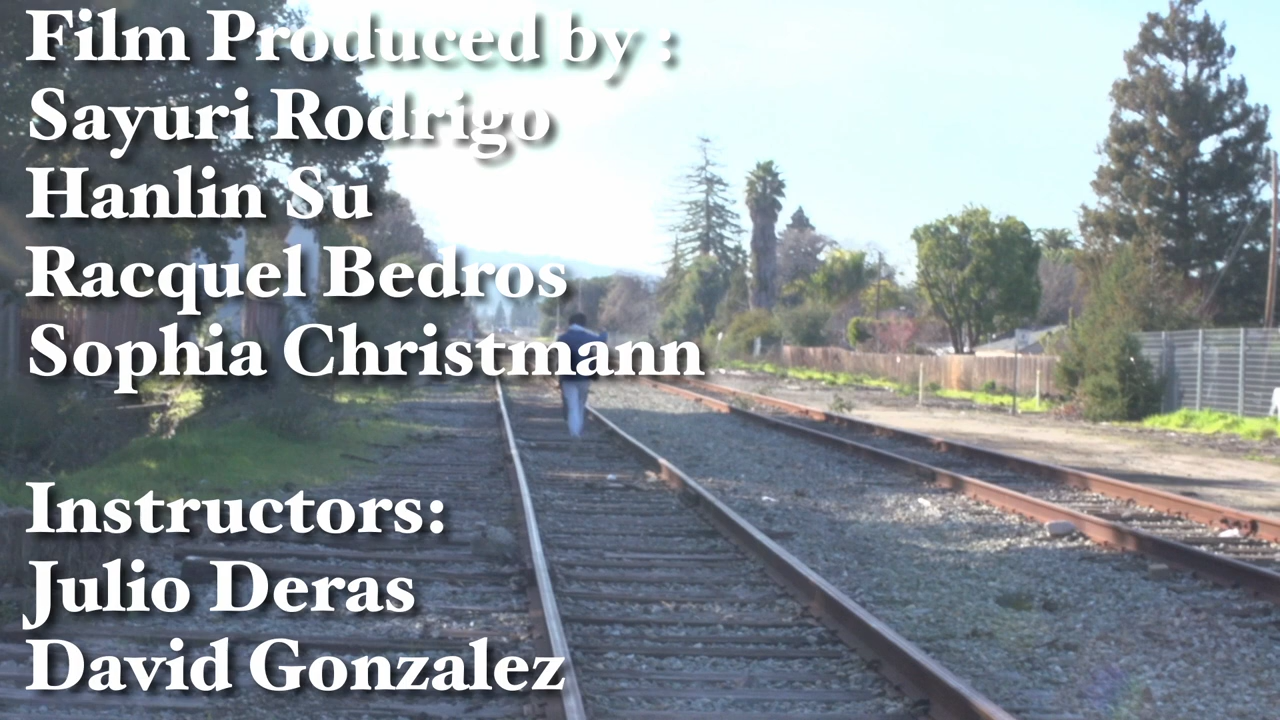 Film Produced by :
Sayuri Rodrigo
Hanlin Su
Racquel Bedros
Sophia Christmann
Instructors:
Julio Deras
David Gonzalez